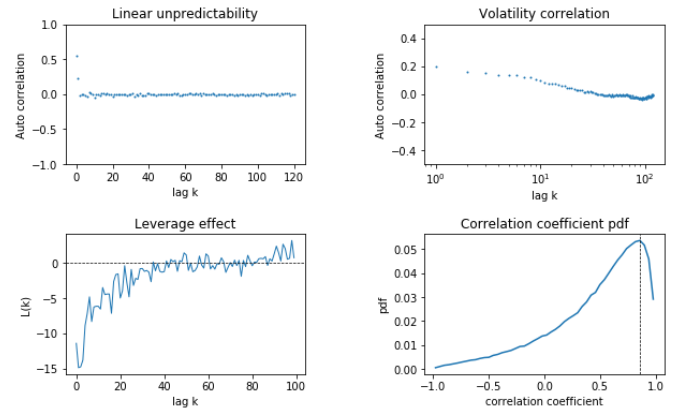 Linear unpredictability
1.0
0.5
0.0
−0.5
−1.0
Auto correlation
0 20 40 60 80 100 120
lag k
Volatility correlation
0.4
0.2
0.0
−0.2
−0.4
Auto correlation
10⁰ 10¹ 10²
lag k
Leverage effect
0
−5
−10
−15
L(k)
0 20 40 60 80 100
lag k
Correlation coefficient pdf
0.05
0.04
0.03
0.02
0.01
0.00
pdf
−1.0 −0.5 0.0 0.5 1.0
correlation coefficient